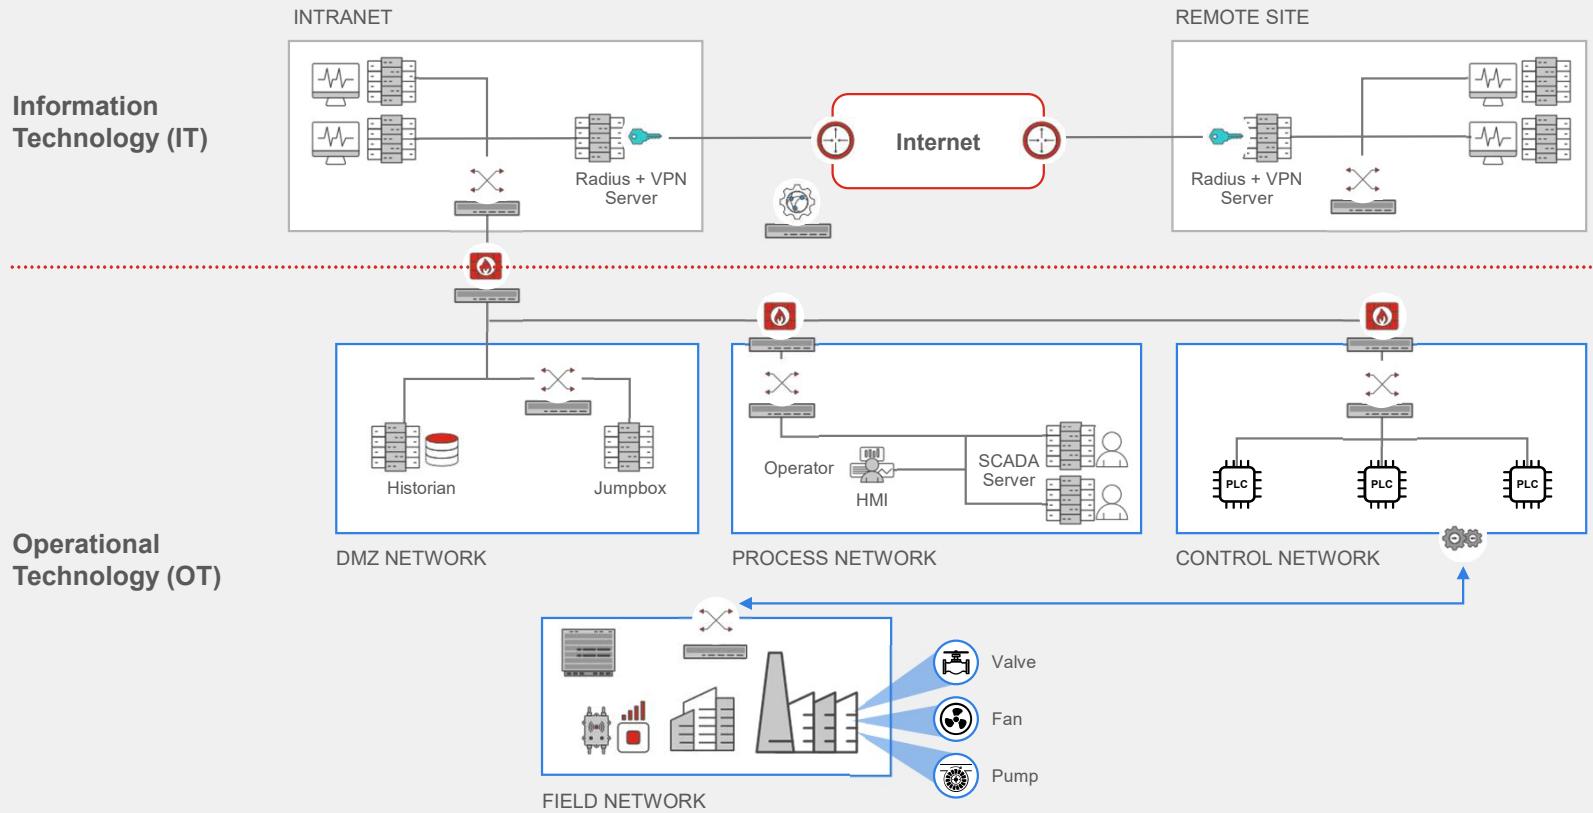 INTRANET
REMOTE SITE
Information
Technology (IT)
Internet
Radius + VPN
Server
Radius + VPN
Server
Operator
HMI
SCADA
Server
Historian
Jumpbox
PLC
PLC
PLC
Operational
Technology (OT)
DMZ NETWORK
PROCESS NETWORK
CONTROL NETWORK
Valve
Fan
Pump
FIELD NETWORK